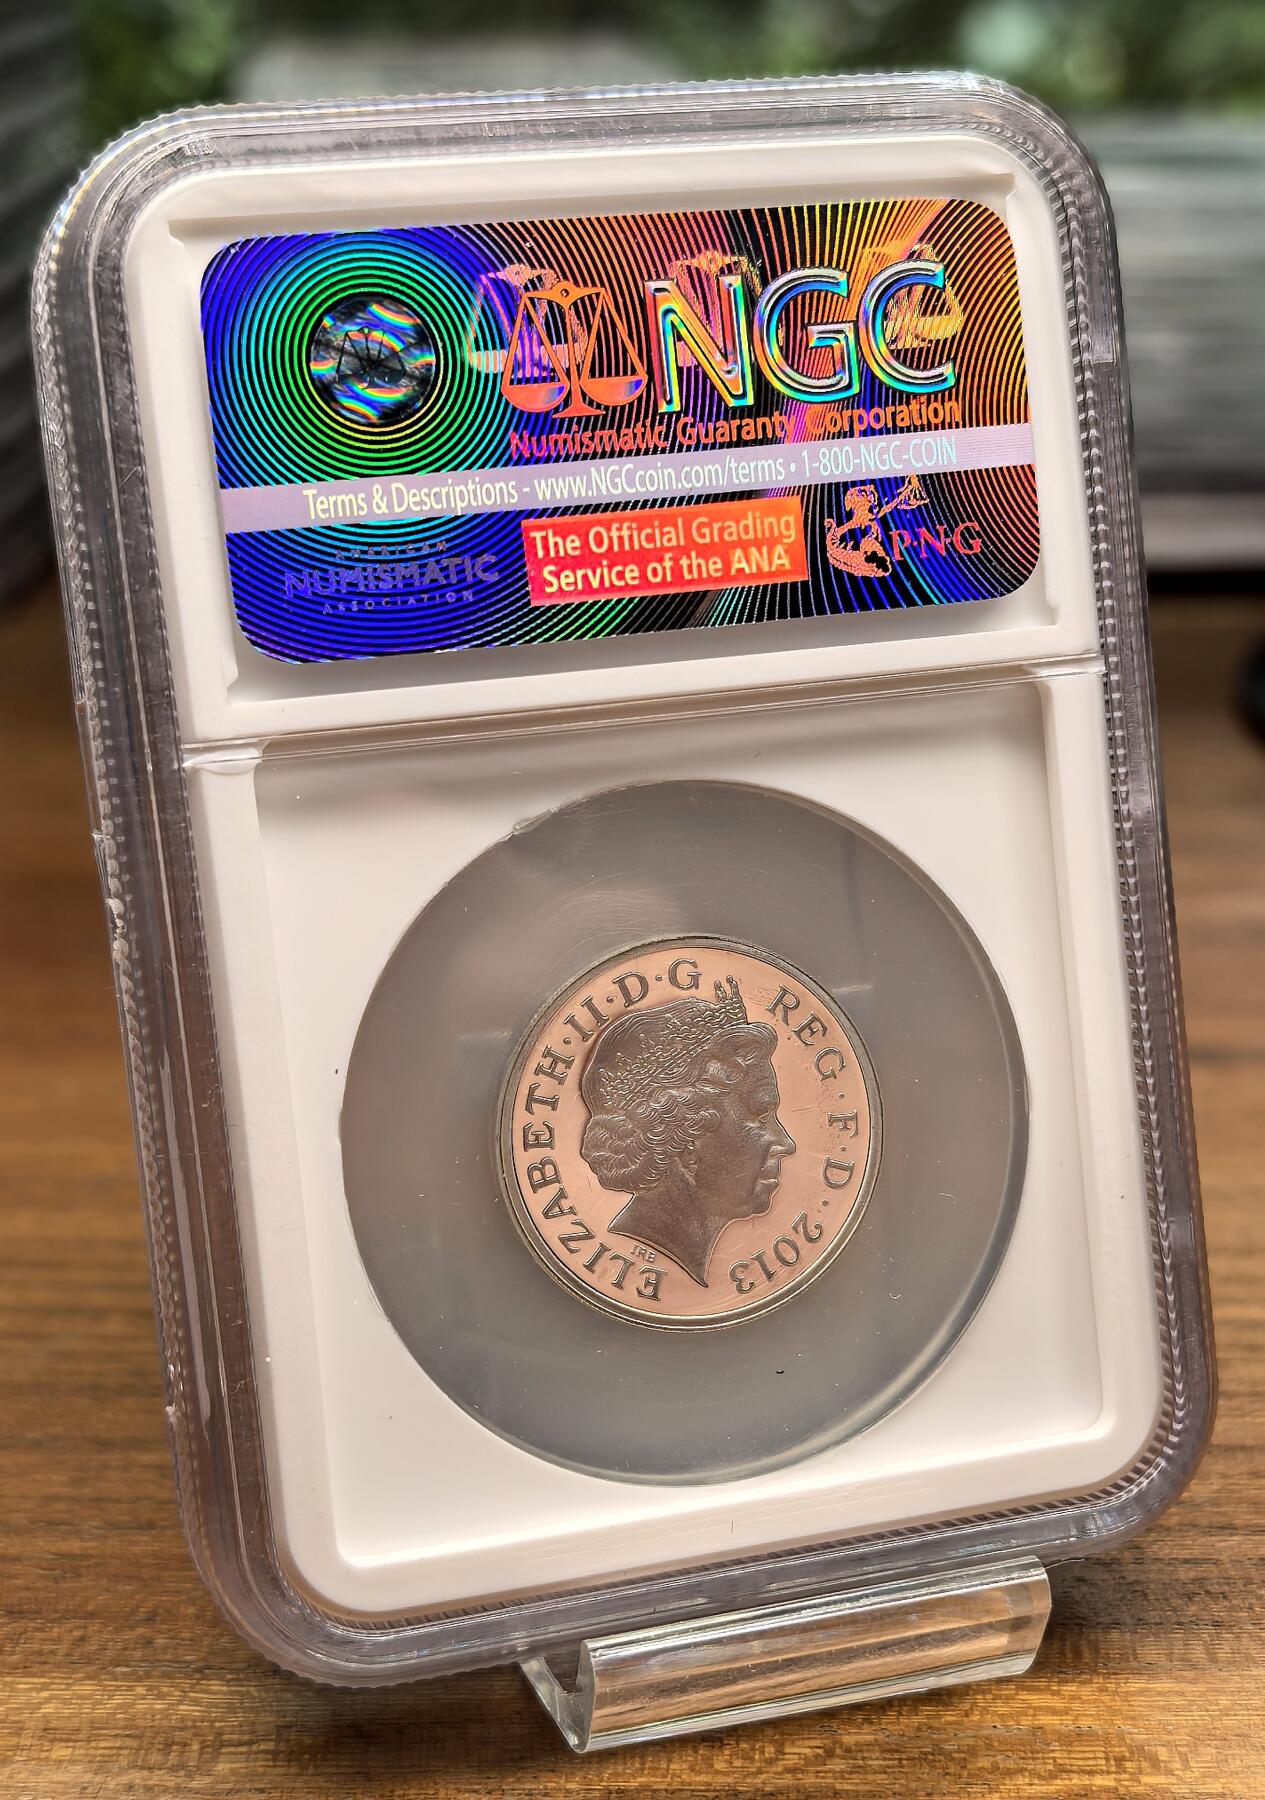 NGC
Numismatic Guaranty Corporation
Terms & Descriptions - www.NGCcoin.com/terms • 1-800-NGC-COIN
The Official Grading
Service of the ANA
P·N·G
AMERICAN
NUMISMATIC
ASSOCIATION
ELIZABETH·II·D·G REG·F·D·2013
IRB